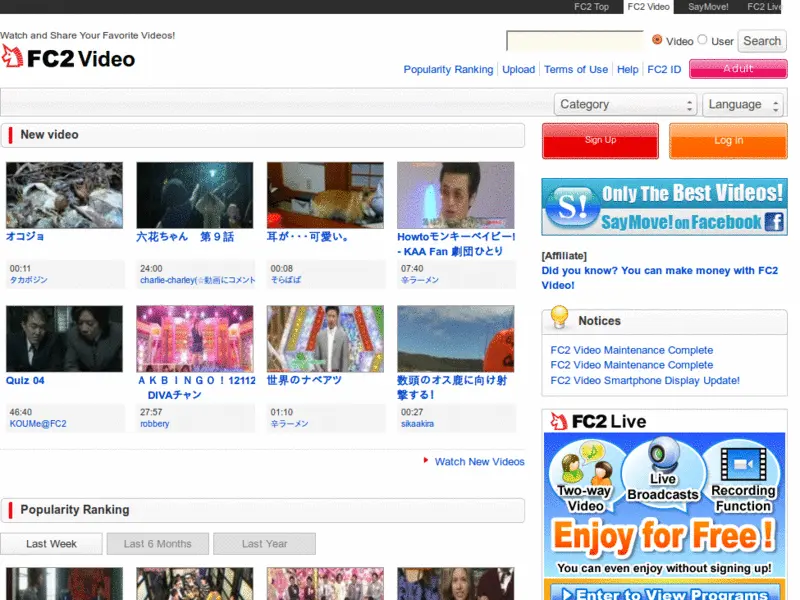 FC2 Top FC2 Video SayMove! FC2 Live
Watch and Share Your Favorite Videos!
FC2 Video
Video User Search
Popularity Ranking Upload Terms of Use Help FC2 ID Adult
Category Language
New video
Sign Up Log in
オコジョ
六花ちゃん 第９話
耳が・・・可愛い。
Howtoモンキーベイビー!
- KAA Fan 劇団ひとり
00:11
タカポジン
24:00
charlie-charley(☆動画にコメント
00:08
そらぱぱ
07:40
辛ラーメン
Quiz 04
ＡＫＢＩＮＧＯ！12112
DIVAチャン
世界のナベアツ
数頭のオス鹿に向け射
撃する!
46:40
KOUMe@FC2
27:57
robbery
01:10
辛ラーメン
00:27
sikaakira
Watch New Videos
Popularity Ranking
Last Week Last 6 Months Last Year
S! Only The Best Videos!
SayMove! on Facebook f
[Affiliate]
Did you know? You can make money with FC2
Video!
Notices
FC2 Video Maintenance Complete
FC2 Video Maintenance Complete
FC2 Video Smartphone Display Update!
FC2 Live
Two-way
Video
Live
Broadcasts
Recording
Function
Enjoy for Free !
You can even enjoy without signing up!
Enter to View Programs